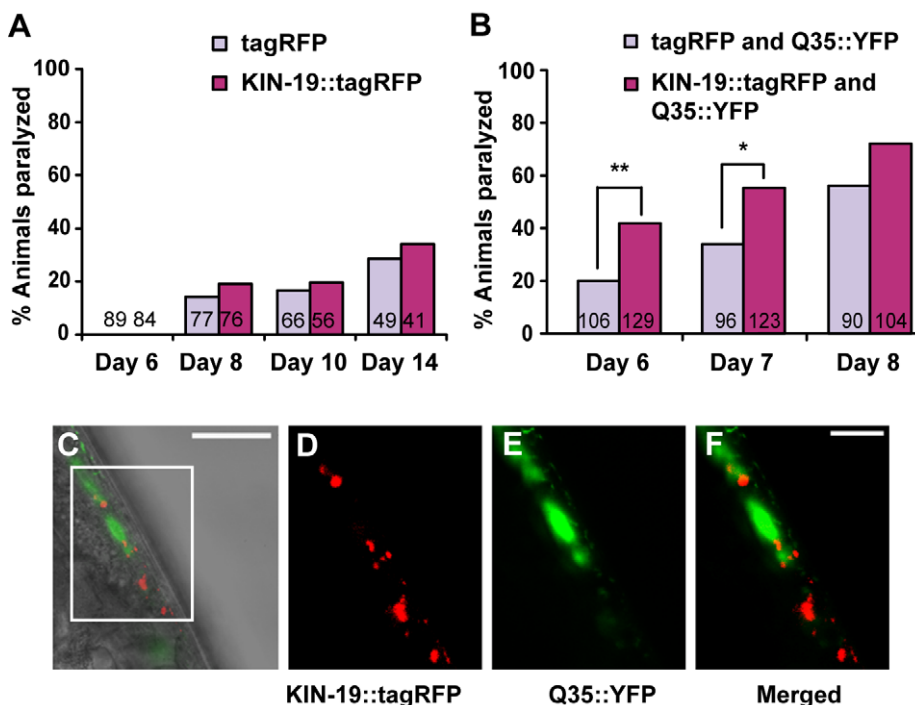 A
tagRFP
KIN-19::tagRFP
% Animals paralyzed
100
80
60
40
20
0
89 84 77 76 66 56 49 41
Day 6 Day 8 Day 10 Day 14
B
tagRFP and Q35::YFP
KIN-19::tagRFP and
Q35::YFP
% Animals paralyzed
100
80
60
40
20
0
** *
106 129 96 123 90 104
Day 6 Day 7 Day 8
C D E F
KIN-19::tagRFP Q35::YFP Merged